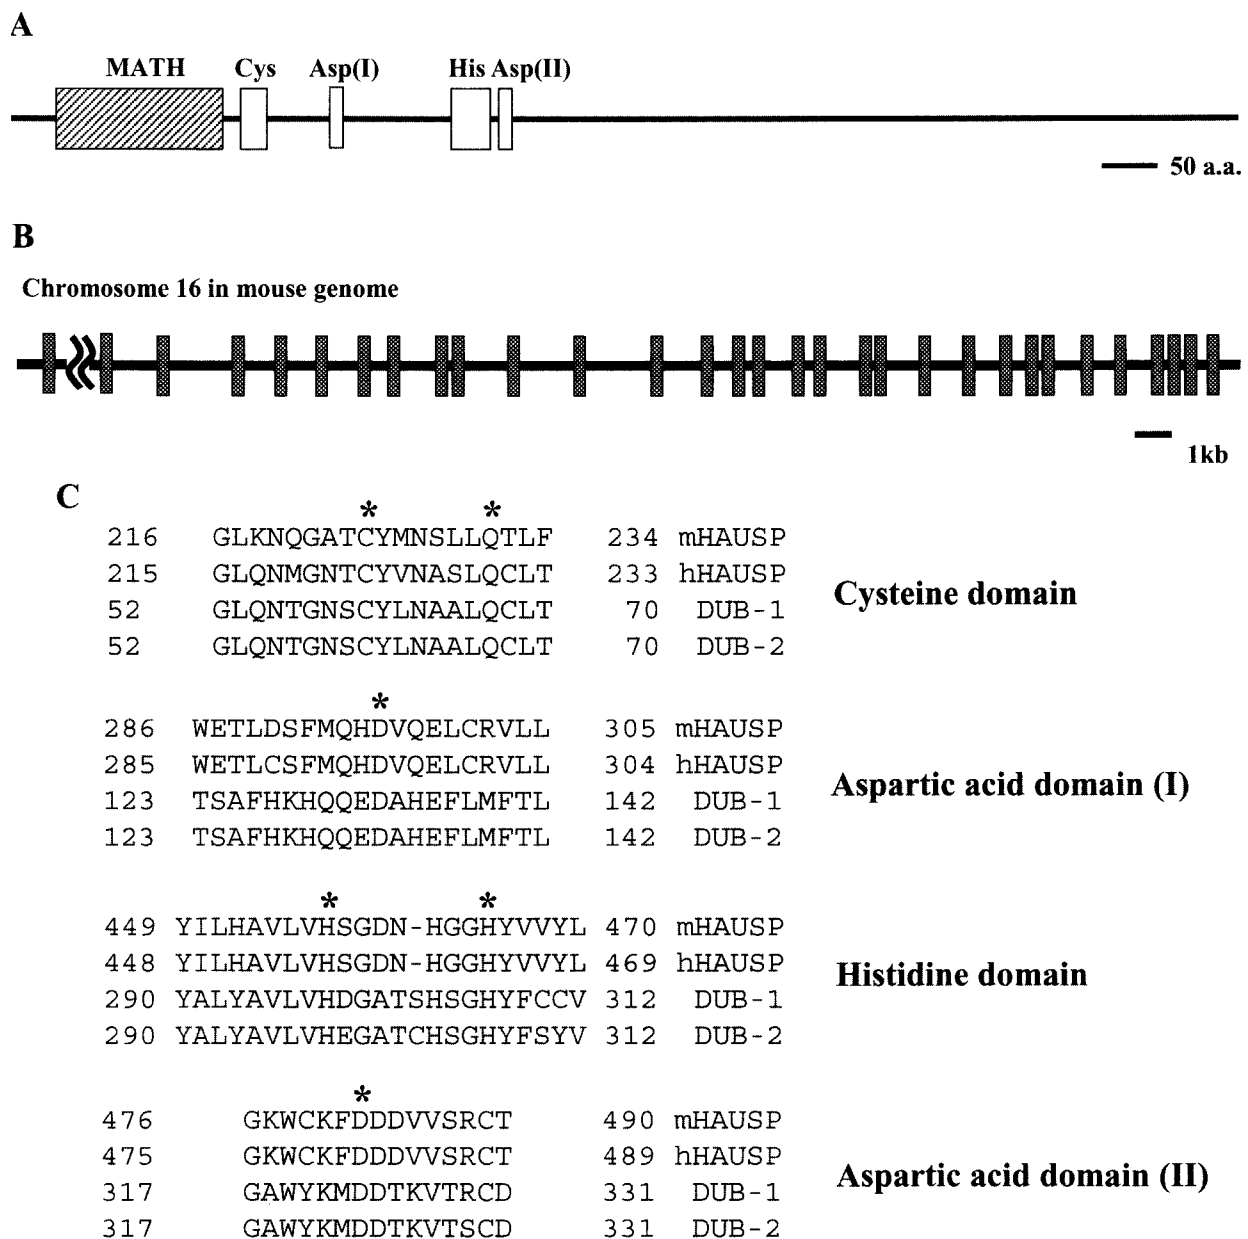 A
MATH Cys Asp(I) His Asp(II)
50 a.a.
B
Chromosome 16 in mouse genome
1kb
C
* *
216 GLKNQGATCYMNSLLQTLF 234 mHAUSP
215 GLQNMGNTCYVNASLQCLT 233 hHAUSP
52 GLQNTGNSCYLNAALQCLT 70 DUB-1
52 GLQNTGNSCYLNAALQCLT 70 DUB-2
Cysteine domain
*
286 WETLDSFMQHDVQELCRVLL 305 mHAUSP
285 WETLCSFMQHDVQELCRVLL 304 hHAUSP
123 TSAFHKHQQEDAHEFLMFTL 142 DUB-1
123 TSAFHKHQQEDAHEFLMFTL 142 DUB-2
Aspartic acid domain (I)
* *
449 YILHAVLVHSGDN-HGGHYVVYL 470 mHAUSP
448 YILHAVLVHSGDN-HGGHYVVYL 469 hHAUSP
290 YALYAVLVHDGATSHSGHYFCCV 312 DUB-1
290 YALYAVLVHEGATCHSGHYFSYV 312 DUB-2
Histidine domain
*
476 GKWCKFDDDVVSRCT 490 mHAUSP
475 GKWCKFDDDVVSRCT 489 hHAUSP
317 GAWYKMDDTKVTRCD 331 DUB-1
317 GAWYKMDDTKVTSCD 331 DUB-2
Aspartic acid domain (II)